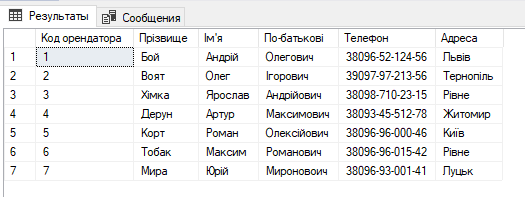 Результаты Сообщения
Код орендатора Прізвище Ім'я По-батькові Телефон Адреса
1 1 Бой Андрій Олегович 38096-52-124-56 Львів
2 2 Воят Олег Ігорович 39097-97-213-56 Тернопіль
3 3 Хімка Ярослав Андрійович 38098-710-23-15 Рівне
4 4 Дерун Артур Максимович 38093-45-512-78 Житомир
5 5 Корт Роман Олексійович 38096-96-000-46 Київ
6 6 Тобак Максим Романович 38096-96-015-42 Рівне
7 7 Мира Юрій Миронвоич 38096-93-001-41 Луцьк